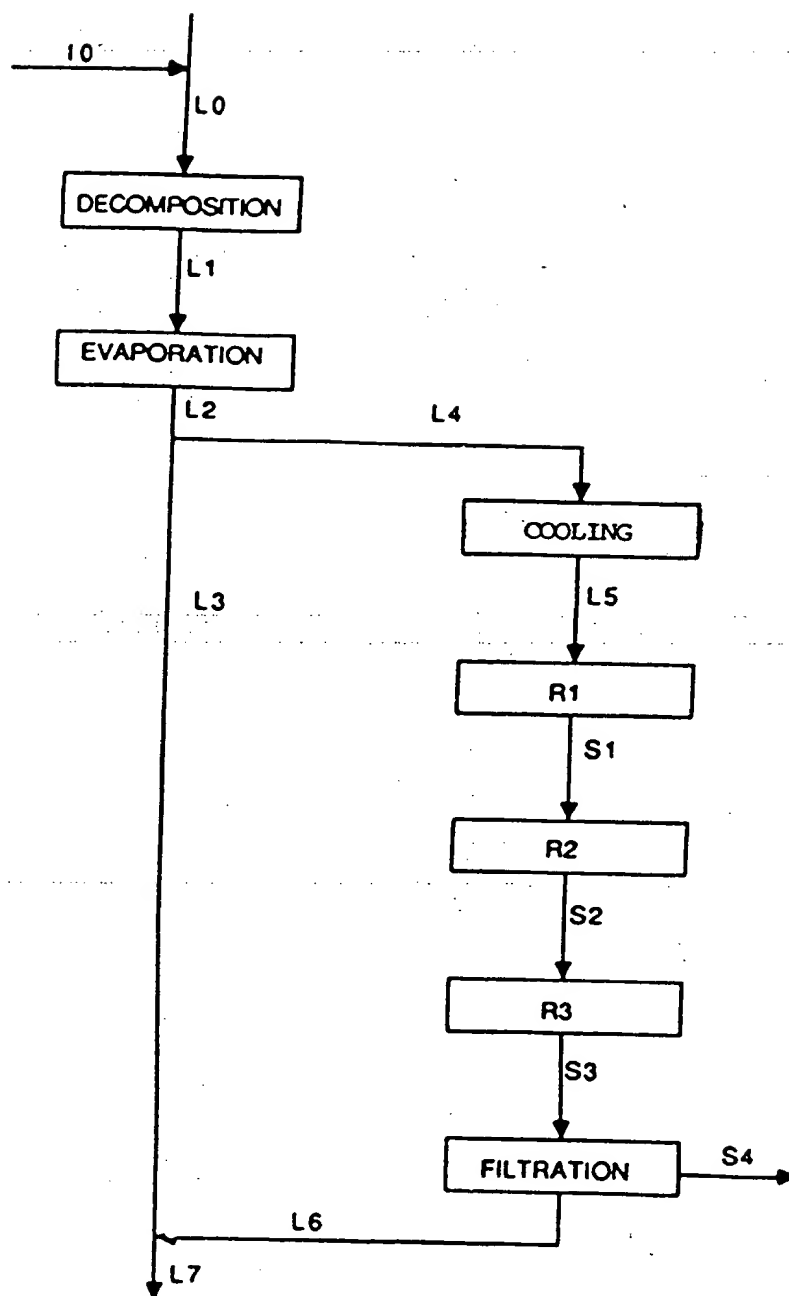 10
L0
DECOMPOSITION
L1
EVAPORATION
L2
L4
COOLING
L3
L5
R1
S1
R2
S2
R3
S3
FILTRATION
S4
L6
L7